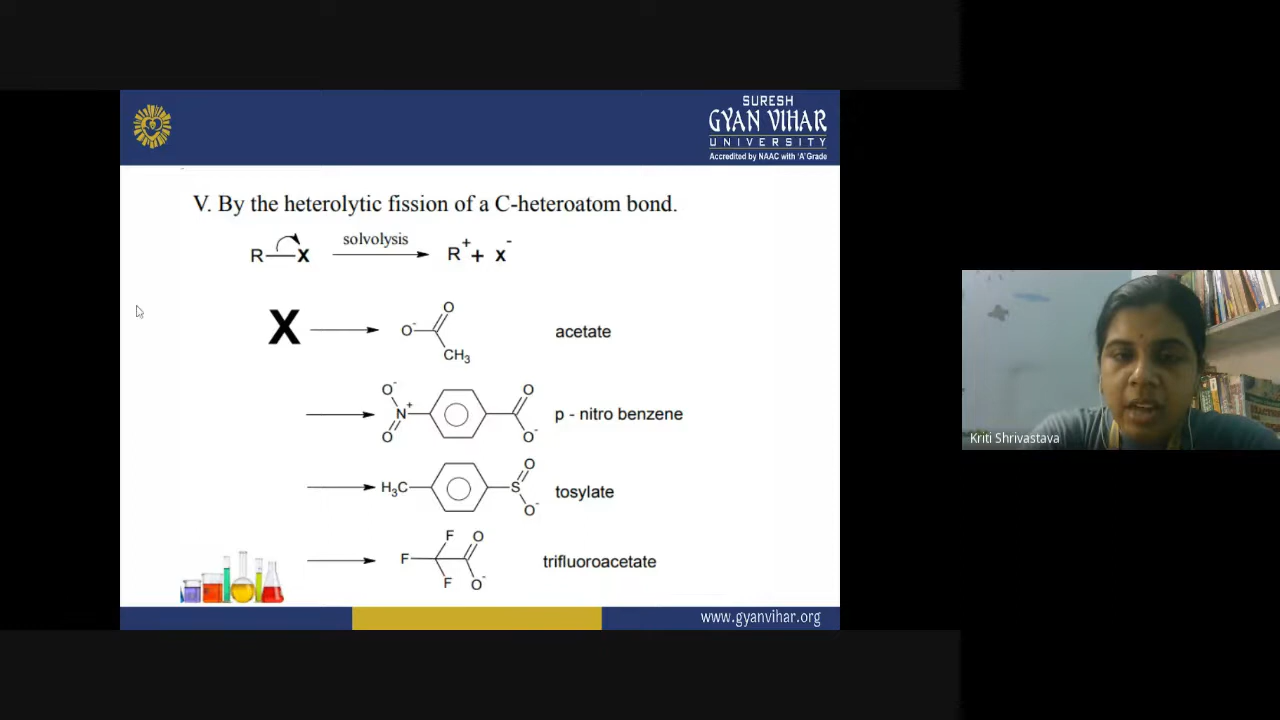 SURESH
GYAN VIHAR
UNIVERSITY
Accredited by NAAC with 'A' Grade
V. By the heterolytic fission of a C-heteroatom bond.
R—X solvolysis R+ + x-
X O- O CH3 acetate
O- N+ O O O- p - nitro benzene
H3C S O O- tosylate
F F F O O- trifluoroacetate
www.gyanvihar.org
Kriti Shrivastava